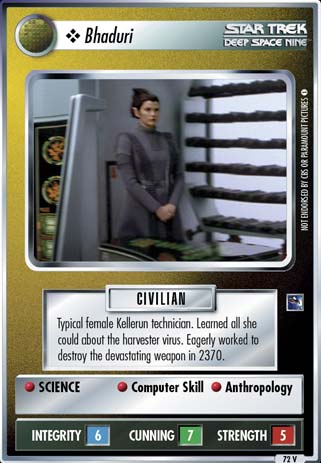 ❖ Bhaduri
STAR TREK
DEEP SPACE NINE
NOT ENDORSED BY CBS OR PARAMOUNT PICTURES
CIVILIAN
Typical female Kellerun technician. Learned all she
could about the harvester virus. Eagerly worked to
destroy the devastating weapon in 2370.
SCIENCE Computer Skill Anthropology
INTEGRITY 6 CUNNING 7 STRENGTH 5
72 V